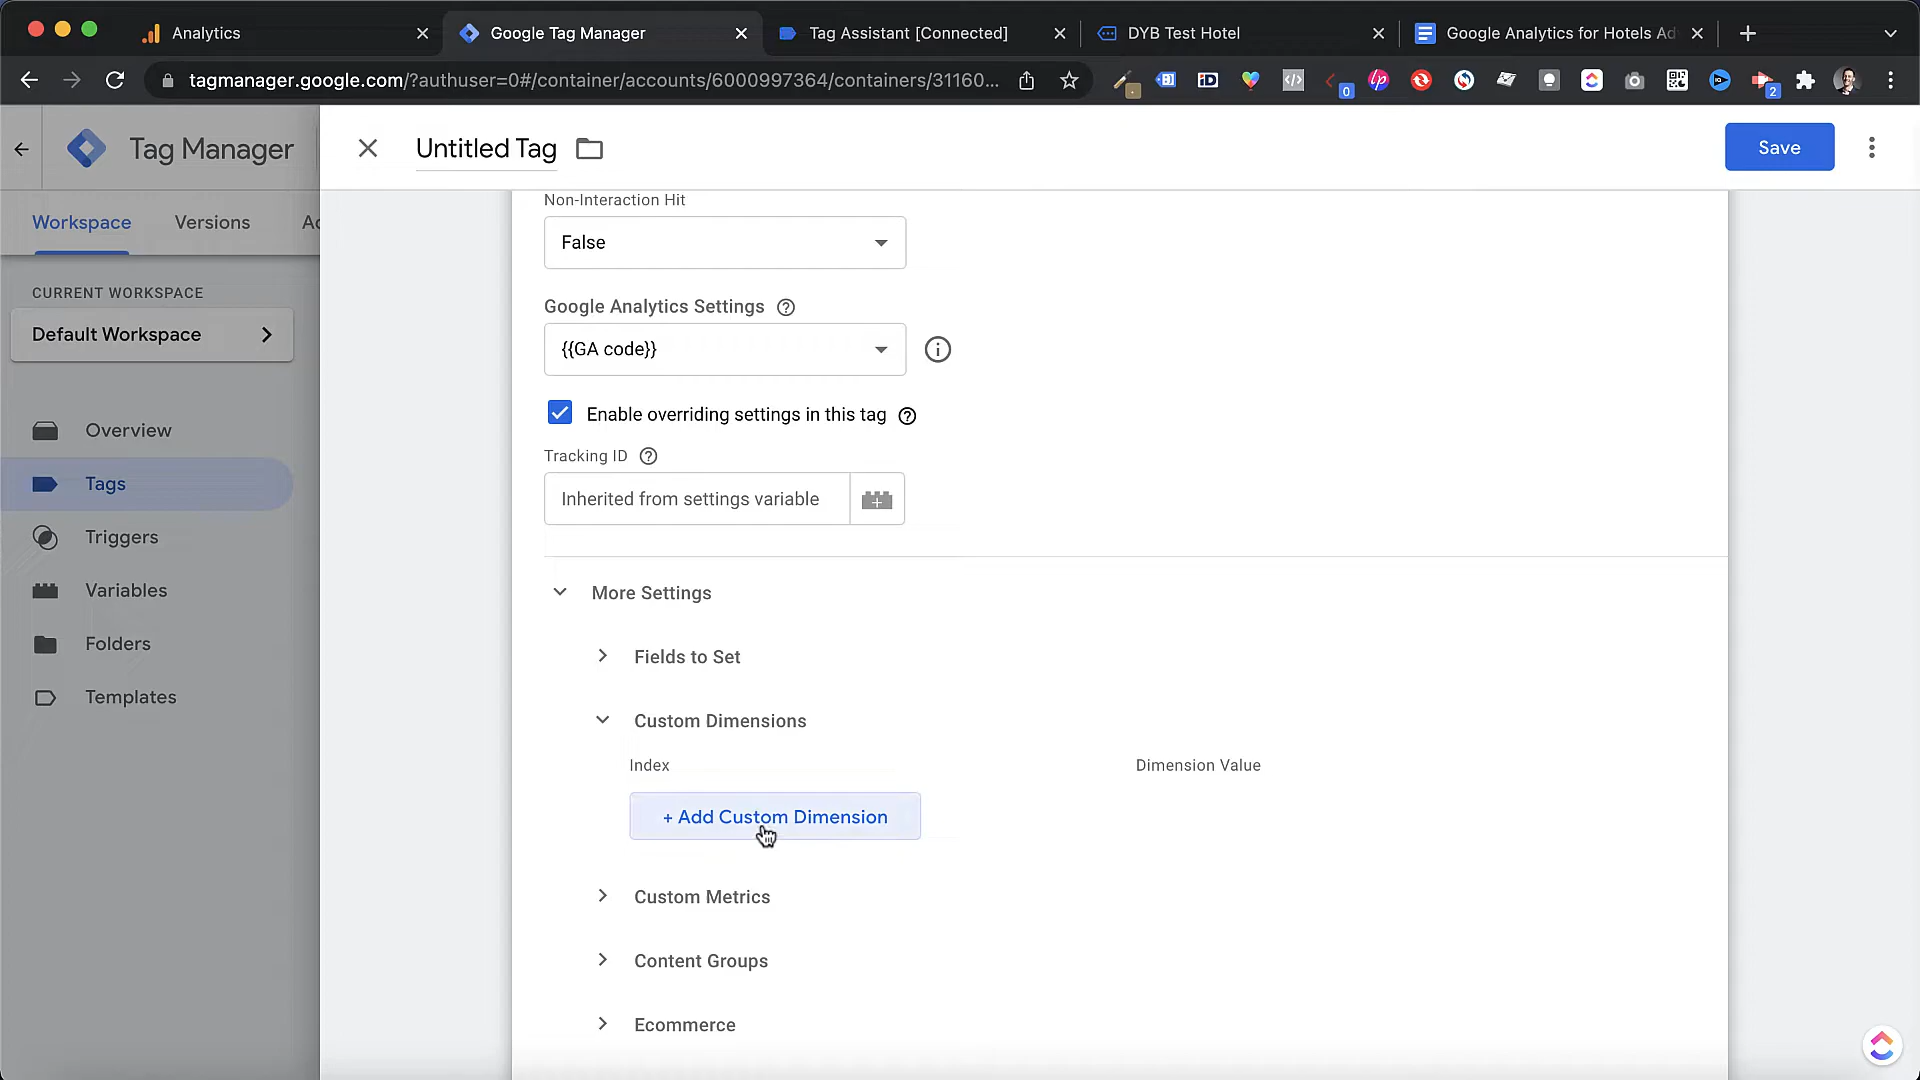 Analytics
Google Tag Manager
Tag Assistant [Connected]
DYB Test Hotel
Google Analytics for Hotels Ad
tagmanager.google.com/?authuser=0#/container/accounts/6000997364/containers/31160...
0
2
Tag Manager
Untitled Tag
Save
Workspace
Versions
Ad
CURRENT WORKSPACE
Default Workspace
Overview
Tags
Triggers
Variables
Folders
Templates
Non-Interaction Hit
False
Google Analytics Settings
{{GA code}}
Enable overriding settings in this tag
Tracking ID
Inherited from settings variable
More Settings
Fields to Set
Custom Dimensions
Index
Dimension Value
+ Add Custom Dimension
Custom Metrics
Content Groups
Ecommerce